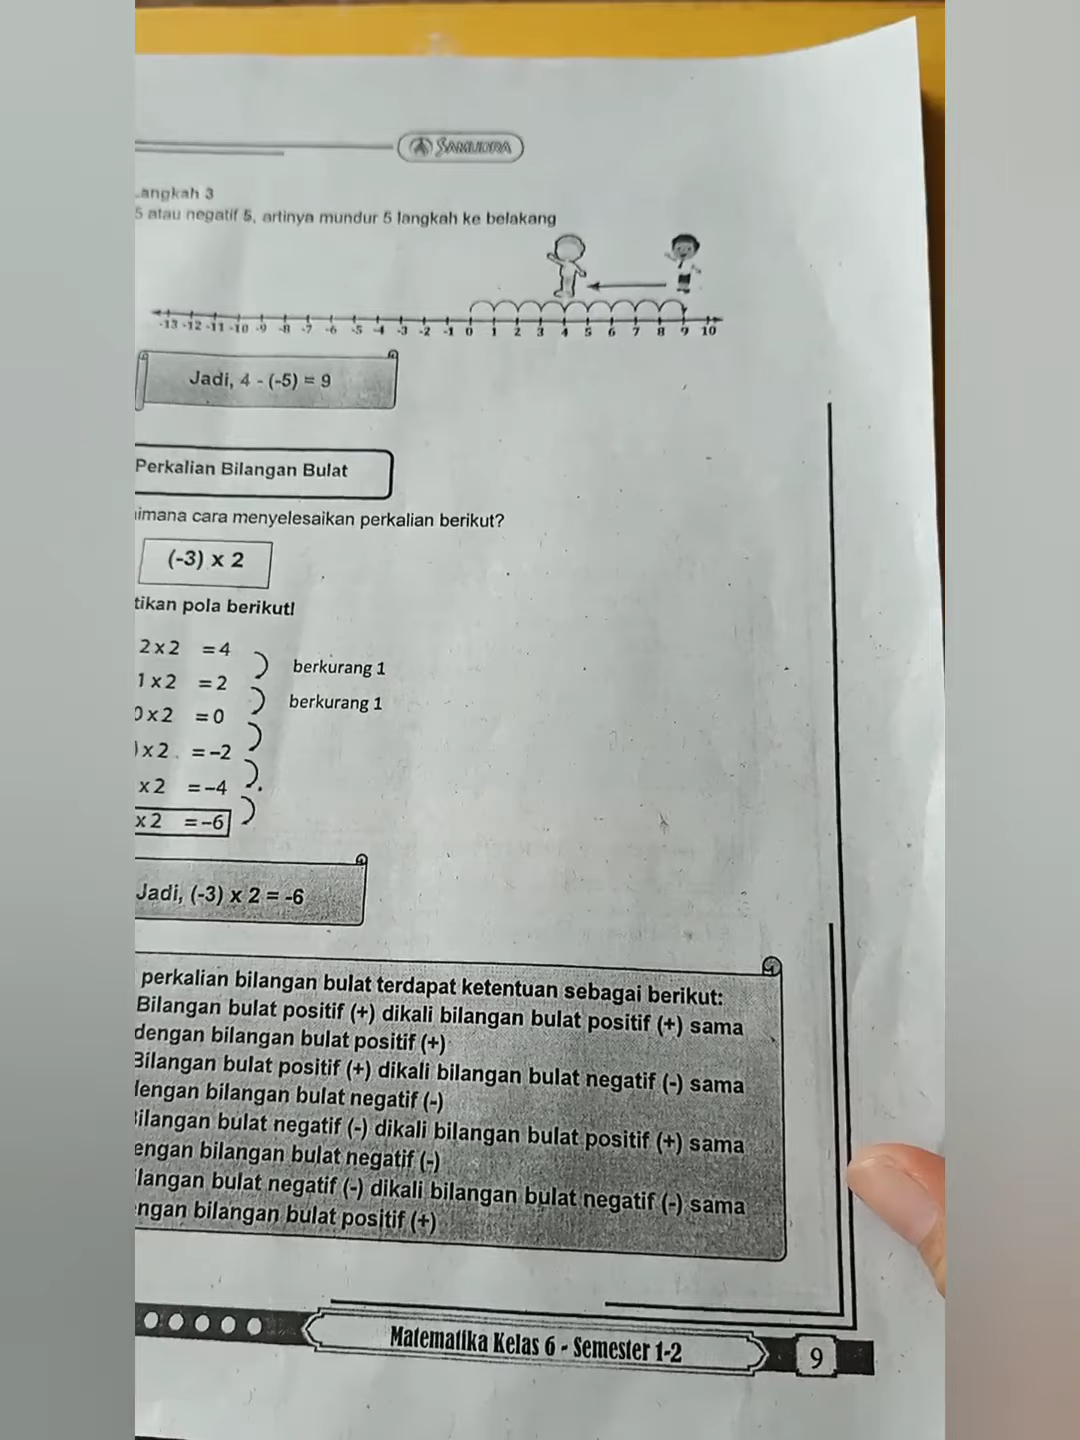 SAMUDRA
angkah 3
5 atau negatif 5, artinya mundur 5 langkah ke belakang
-13 -12 -11 -10 -9 -8 -7 -6 -5 -4 -3 -2 -1 0 1 2 3 4 5 6 7 8 9 10
Jadi, 4 - (-5) = 9
Perkalian Bilangan Bulat
imana cara menyelesaikan perkalian berikut?
(-3) x 2
tikan pola berikut!
2 x 2 = 4
berkurang 1
1 x 2 = 2
berkurang 1
0 x 2 = 0
) x 2 = -2
x 2 = -4
x 2 = -6
Jadi, (-3) x 2 = -6
perkalian bilangan bulat terdapat ketentuan sebagai berikut:
Bilangan bulat positif (+) dikali bilangan bulat positif (+) sama
dengan bilangan bulat positif (+)
Bilangan bulat positif (+) dikali bilangan bulat negatif (-) sama
dengan bilangan bulat negatif (-)
ilangan bulat negatif (-) dikali bilangan bulat positif (+) sama
engan bilangan bulat negatif (-)
langan bulat negatif (-) dikali bilangan bulat negatif (-) sama
ngan bilangan bulat positif (+)
Matematika Kelas 6 - Semester 1-2
9